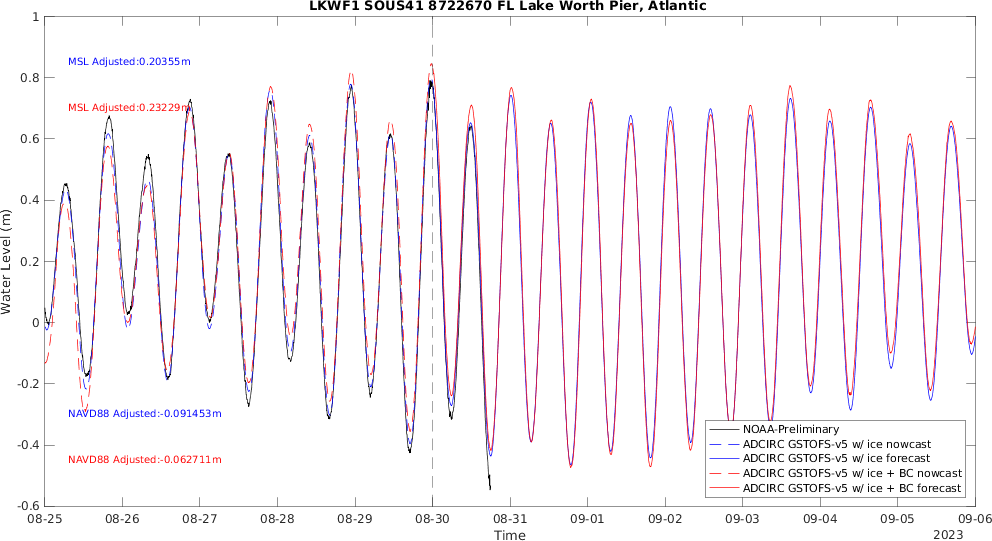 LKWF1 SOUS41 8722670 FL Lake Worth Pier, Atlantic
1
0.8
0.6
0.4
0.2
0
-0.2
-0.4
-0.6
Water Level (m)
MSL Adjusted:0.20355m
MSL Adjusted:0.23229m
NAVD88 Adjusted:-0.091453m
NAVD88 Adjusted:-0.062711m
NOAA-Preliminary
ADCIRC GSTOFS-v5 w/ ice nowcast
ADCIRC GSTOFS-v5 w/ ice forecast
ADCIRC GSTOFS-v5 w/ ice + BC nowcast
ADCIRC GSTOFS-v5 w/ ice + BC forecast
08-25 08-26 08-27 08-28 08-29 08-30 08-31 09-01 09-02 09-03 09-04 09-05 09-06
Time
2023